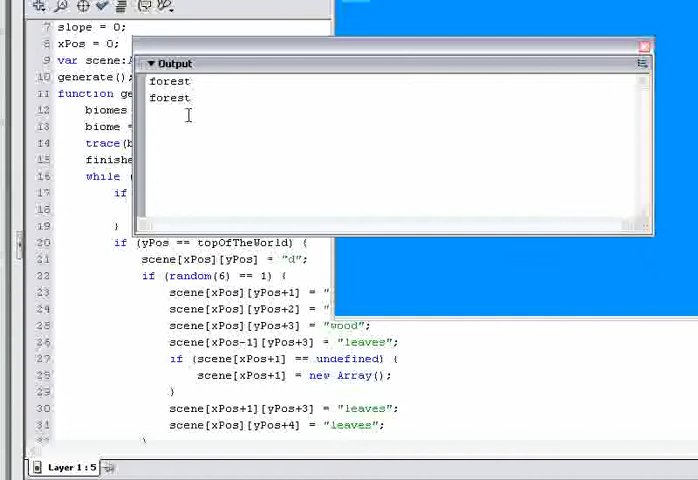 7 slope = 0;
8 xPos = 0;
9 var scene:
10 generate();
11 function ge
12 biomes
13 biome =
14 trace(b
15 finishe
16 while (
17 if
18
19 }
20 if (yPos == topOfTheWorld) {
21 scene[xPos][yPos] = "d";
22 if (random(6) == 1) {
23 scene[xPos][yPos+1] = "
24 scene[xPos][yPos+2] = "
25 scene[xPos][yPos+3] = "wood";
26 scene[xPos-1][yPos+3] = "leaves";
27 if (scene[xPos+1] == undefined) {
28 scene[xPos+1] = new Array();
29 }
30 scene[xPos+1][yPos+3] = "leaves";
31 scene[xPos][yPos+4] = "leaves";
Output
forest
forest
Layer 1 : 5